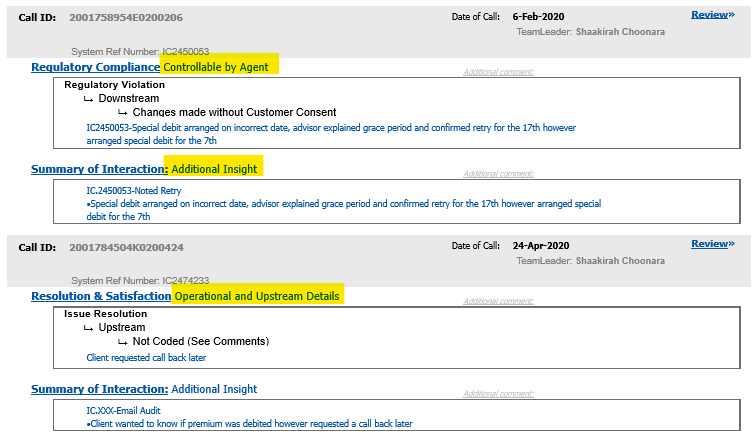 Call ID: 2001758954E0200206 Date of Call: 6-Feb-2020 Review»
TeamLeader: Shaakirah Choonara
System Ref Number: IC2450053
Regulatory Compliance Controllable by Agent
Additional comment:
Regulatory Violation
Downstream
Changes made without Customer Consent
IC2450053-Special debit arranged on incorrect date, advisor explained grace period and confirmed retry for the 17th however
arranged special debit for the 7th
Summary of Interaction: Additional Insight
Additional comment:
IC.2450053-Noted Retry
•Special debit arranged on incorrect date, advisor explained grace period and confirmed retry for the 17th however arranged special
debit for the 7th
Call ID: 2001784504K0200424 Date of Call: 24-Apr-2020 Review»
TeamLeader: Shaakirah Choonara
System Ref Number: IC2474233
Resolution & Satisfaction Operational and Upstream Details
Additional comment:
Issue Resolution
Upstream
Not Coded (See Comments)
Client requested call back later
Summary of Interaction: Additional Insight
Additional comment:
IC.XXX-Email Audit
•Client wanted to know if premium was debited however requested a call back later